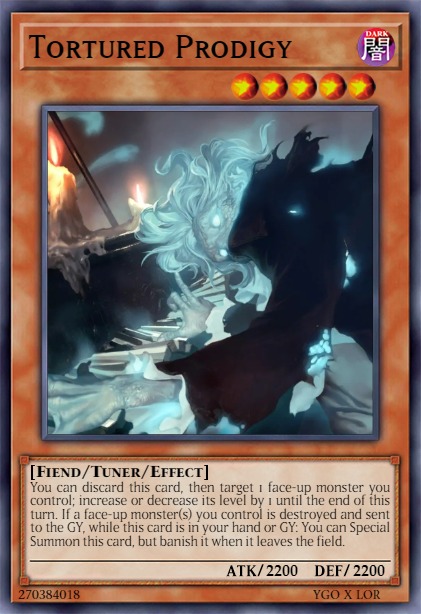 Tortured Prodigy
DARK
闇
[Fiend/Tuner/Effect]
You can discard this card, then target 1 face-up monster you
control; increase or decrease its level by 1 until the end of this
turn. If a face-up monster(s) you control is destroyed and sent
to the GY, while this card is in your hand or GY: You can Special
Summon this card, but banish it when it leaves the field.
ATK/2200 DEF/2200
270384018 YGO X LOR